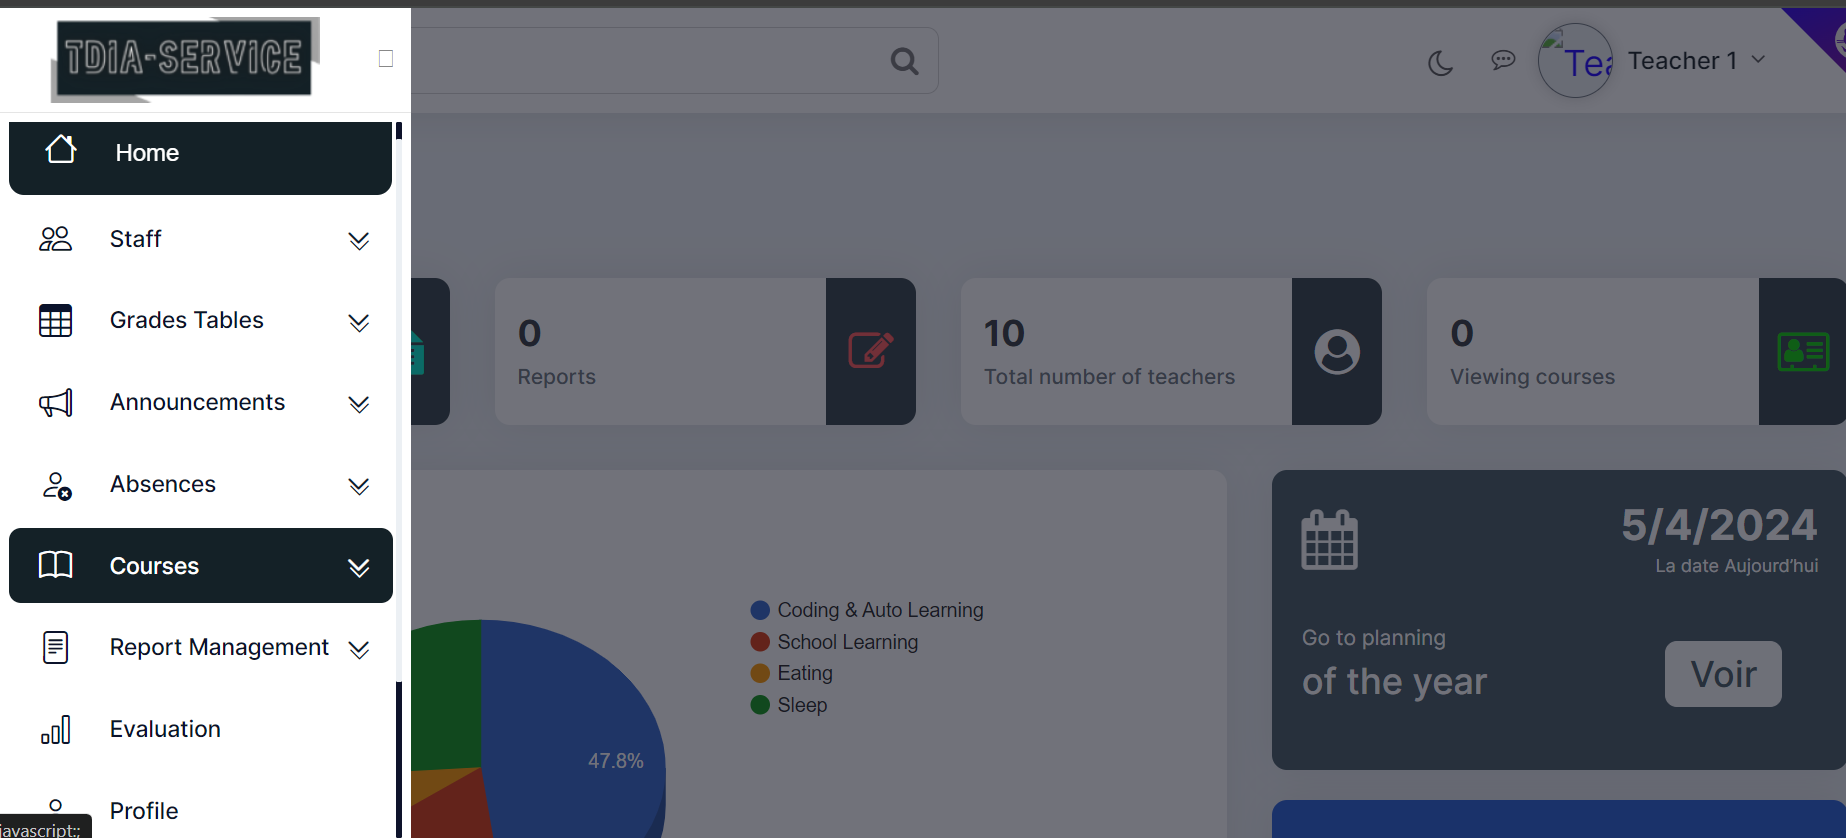 TDIA-SERVICE
Tea
Teacher 1
Home
Staff
Grades Tables
Announcements
Absences
Courses
Report Management
Evaluation
Profile
javascript:;
0
Reports
10
Total number of teachers
0
Viewing courses
Coding & Auto Learning
School Learning
Eating
Sleep
47.8%
5/4/2024
La date Aujourd'hui
Go to planning
of the year
Voir